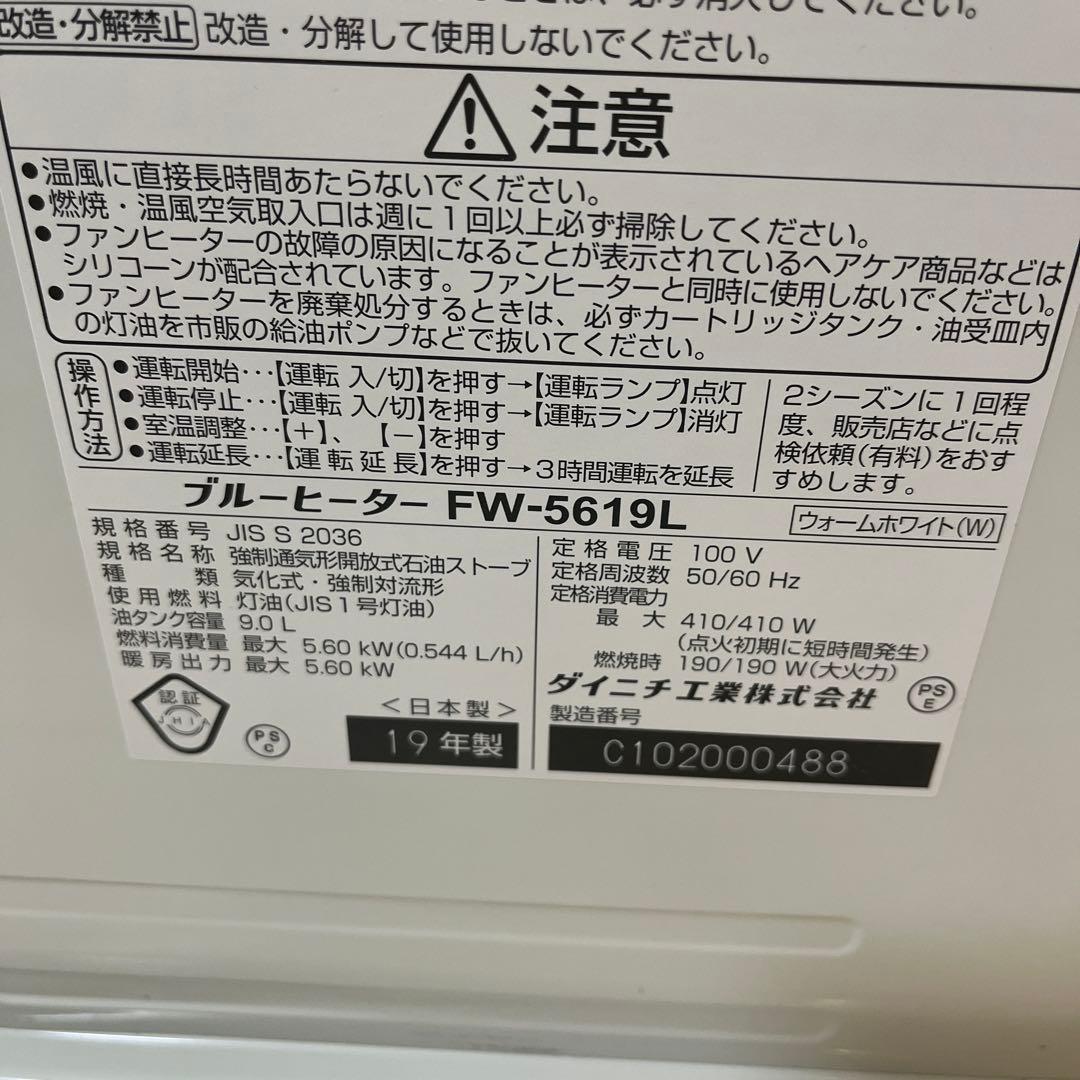 必ず消火してください。
改造・分解禁止 改造・分解して使用しないでください。
注意
●温風に直接長時間あたらないでください。
●燃焼・温風空気取入口は週に1回以上必ず掃除してください。
●ファンヒーターの故障の原因になることが表示されているヘアケア商品などは
シリコーンが配合されています。ファンヒーターと同時に使用しないでください。
●ファンヒーターを廃棄処分するときは、必ずカートリッジタンク・油受皿内
の灯油を市販の給油ポンプなどで抜いてください。
操作方法
●運転開始…【運転 入/切】を押す→【運転ランプ】点灯
●運転停止…【運転 入/切】を押す→【運転ランプ】消灯
●室温調整…【+】、【−】を押す
●運転延長…【運転延長】を押す→3時間運転を延長
2シーズンに1回程
度、販売店などに点
検依頼(有料)をおす
すめします。
ブルーヒーター FW-5619L
ウォームホワイト(W)
規格番号 JIS S 2036
規格名称 強制通気形開放式石油ストーブ
種類 気化式・強制対流形
使用燃料 灯油(JIS1号灯油)
油タンク容量 9.0 L
燃料消費量 最大 5.60 kW(0.544 L/h)
暖房出力 最大 5.60 kW
定格電圧 100 V
定格周波数 50/60 Hz
定格消費電力
最大 410/410 W
(点火初期に短時間発生)
燃焼時 190/190 W(大火力)
ダイニチ工業株式会社
PS
E
認証
JHIA
PS
C
<日本製>
19年製
製造番号
C102000488